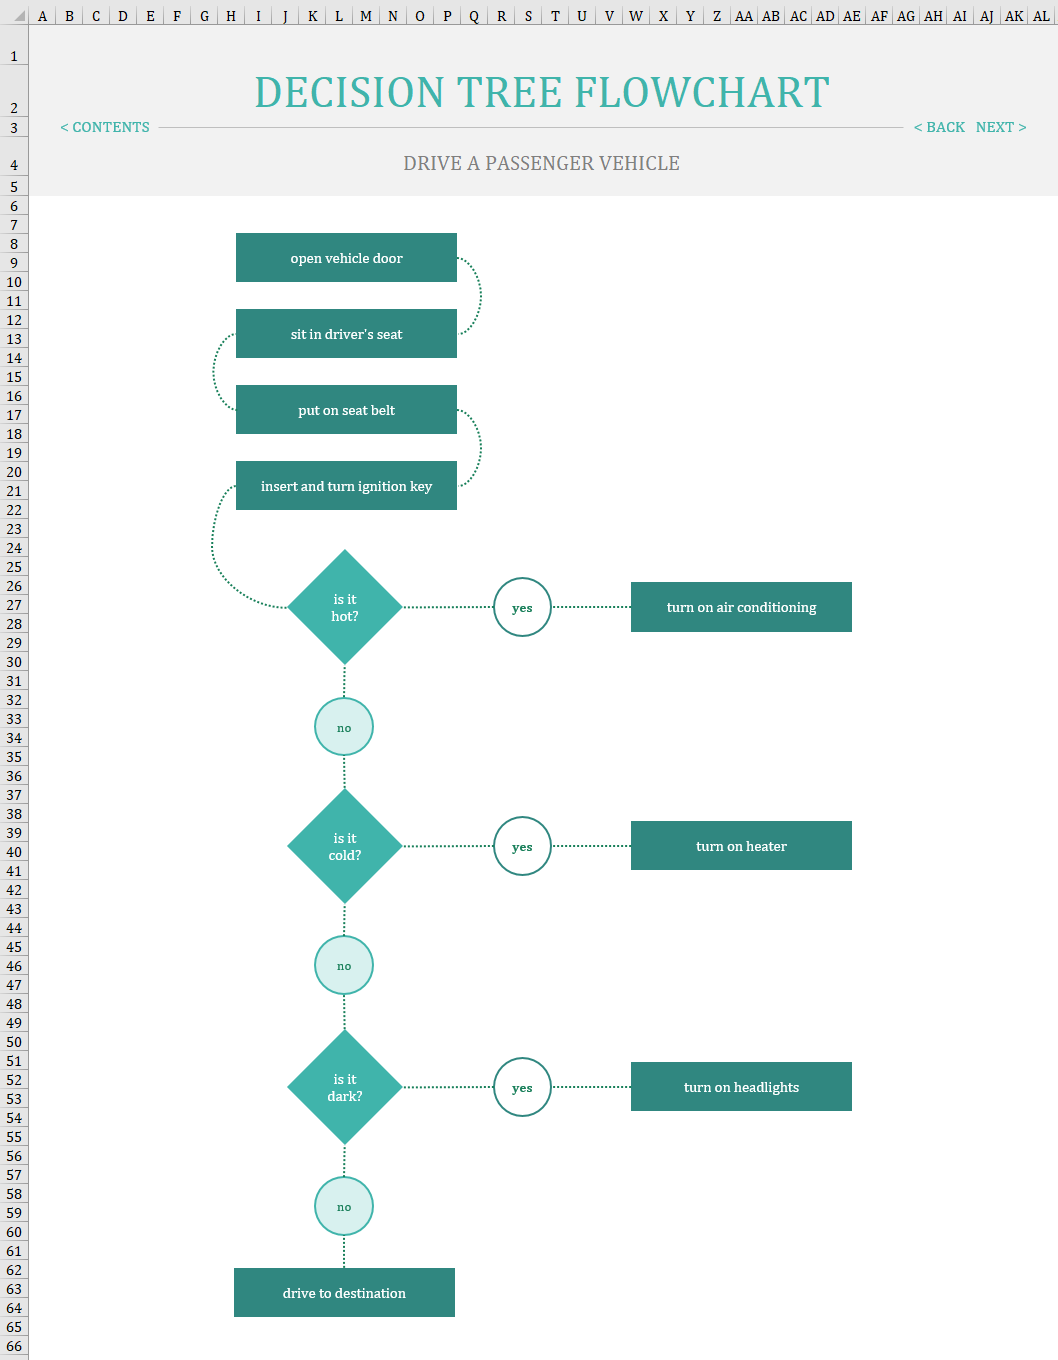 A B C D E F G H I J K L M N O P Q R S T U V W X Y Z AA AB AC AD AE AF AG AH AI AJ AK AL
1
DECISION TREE FLOWCHART
2
3 < CONTENTS < BACK NEXT >
4 DRIVE A PASSENGER VEHICLE
5
6
7
8
open vehicle door
9
10
11
12
13 sit in driver's seat
14
15
16
17 put on seat belt
18
19
20
21 insert and turn ignition key
22
23
24
25
26
is it
27 yes turn on air conditioning
hot?
28
29
30
31
32
33
no
34
35
36
37
38
is it
39
40 yes turn on heater
cold?
41
42
43
44
45
46 no
47
48
49
50
51
is it
52 yes turn on headlights
dark?
53
54
55
56
57
58
59 no
60
61
62
63 drive to destination
64
65
66